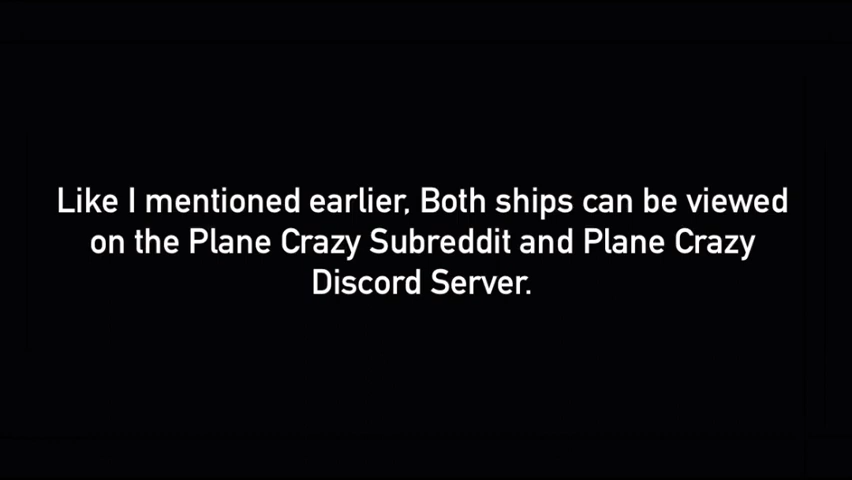 Like I mentioned earlier, Both ships can be viewed
on the Plane Crazy Subreddit and Plane Crazy
Discord Server.